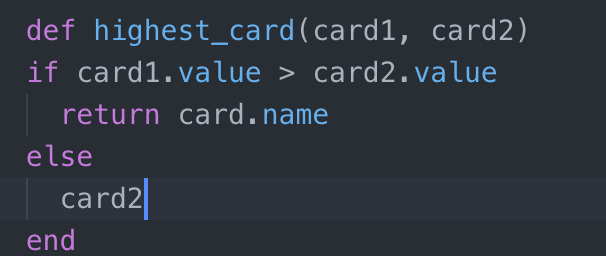 def highest_card(card1, card2)
if card1.value > card2.value
  return card.name
else
  card2
end